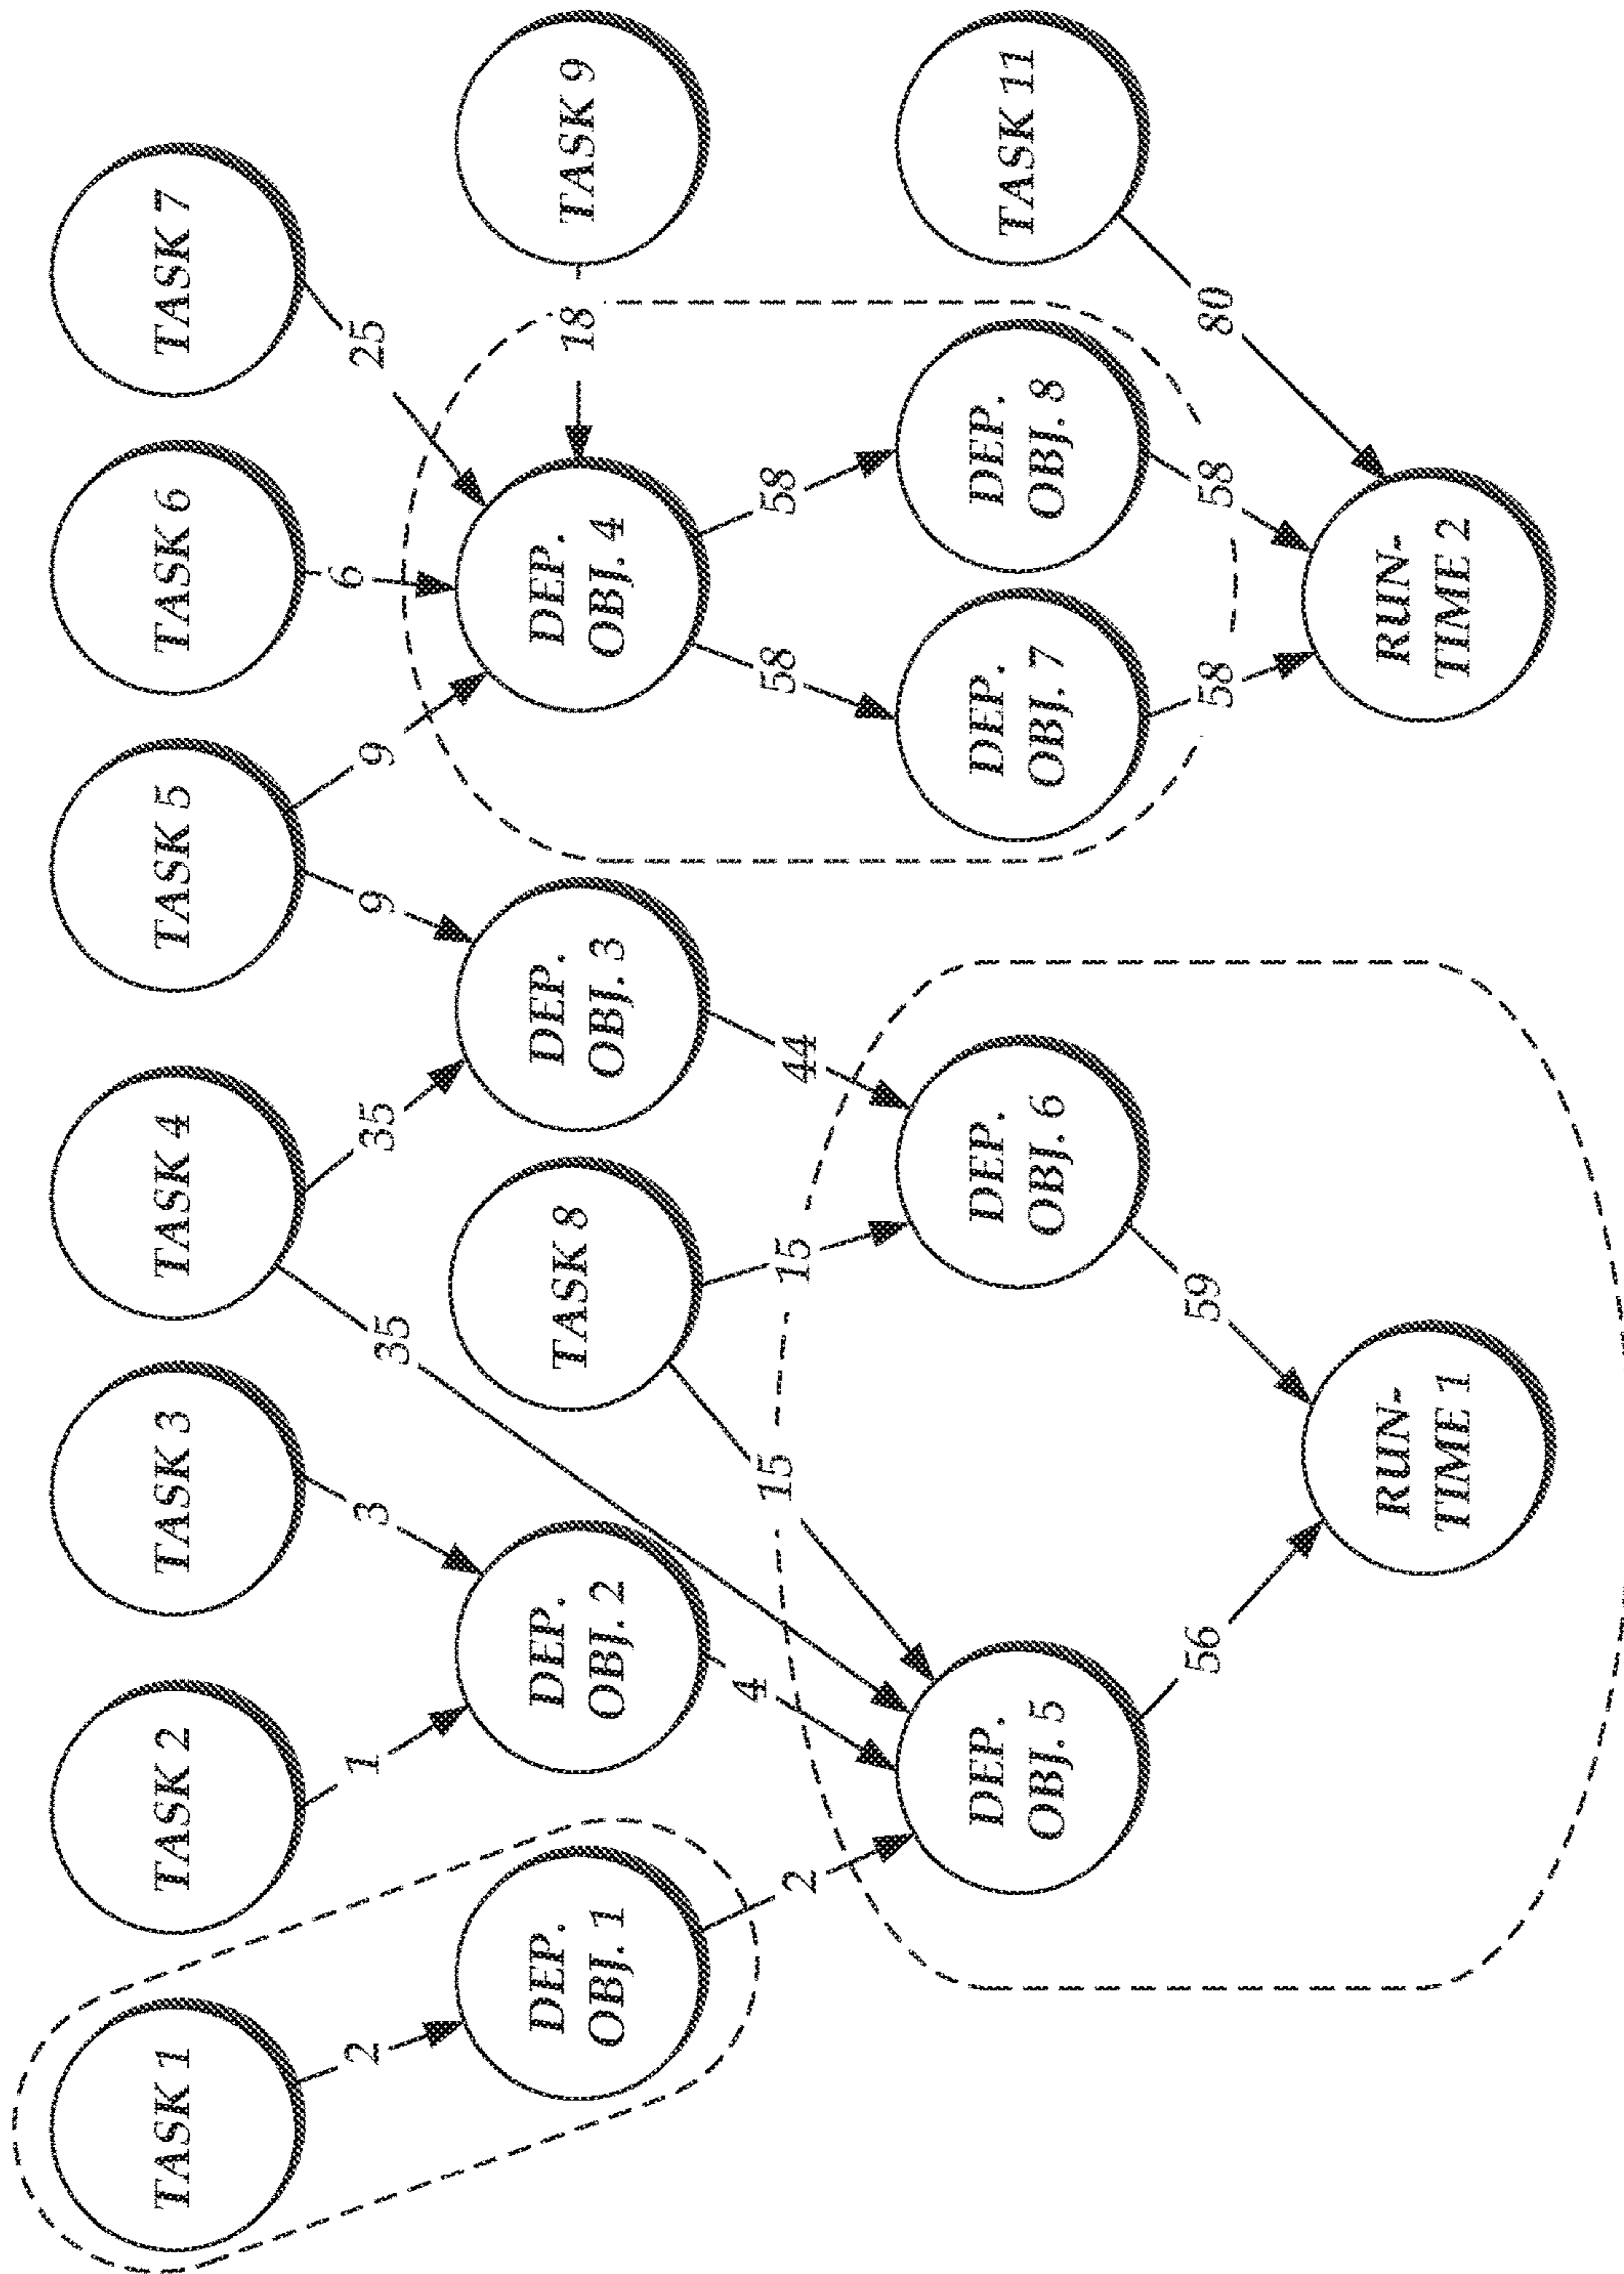 TASK 1
TASK 2
TASK 3
TASK 4
TASK 5
TASK 6
TASK 7
2
1
3
35
35
9
9
6
25
DEP.
OBJ. 1
DEP.
OBJ. 2
TASK 8
DEP.
OBJ. 3
DEP.
OBJ. 4
18
TASK 9
2
4
15
15
44
58
58
DEP.
OBJ. 5
DEP.
OBJ. 6
DEP.
OBJ. 7
DEP.
OBJ. 8
TASK 11
56
59
58
58
80
RUN-
TIME 1
RUN-
TIME 2